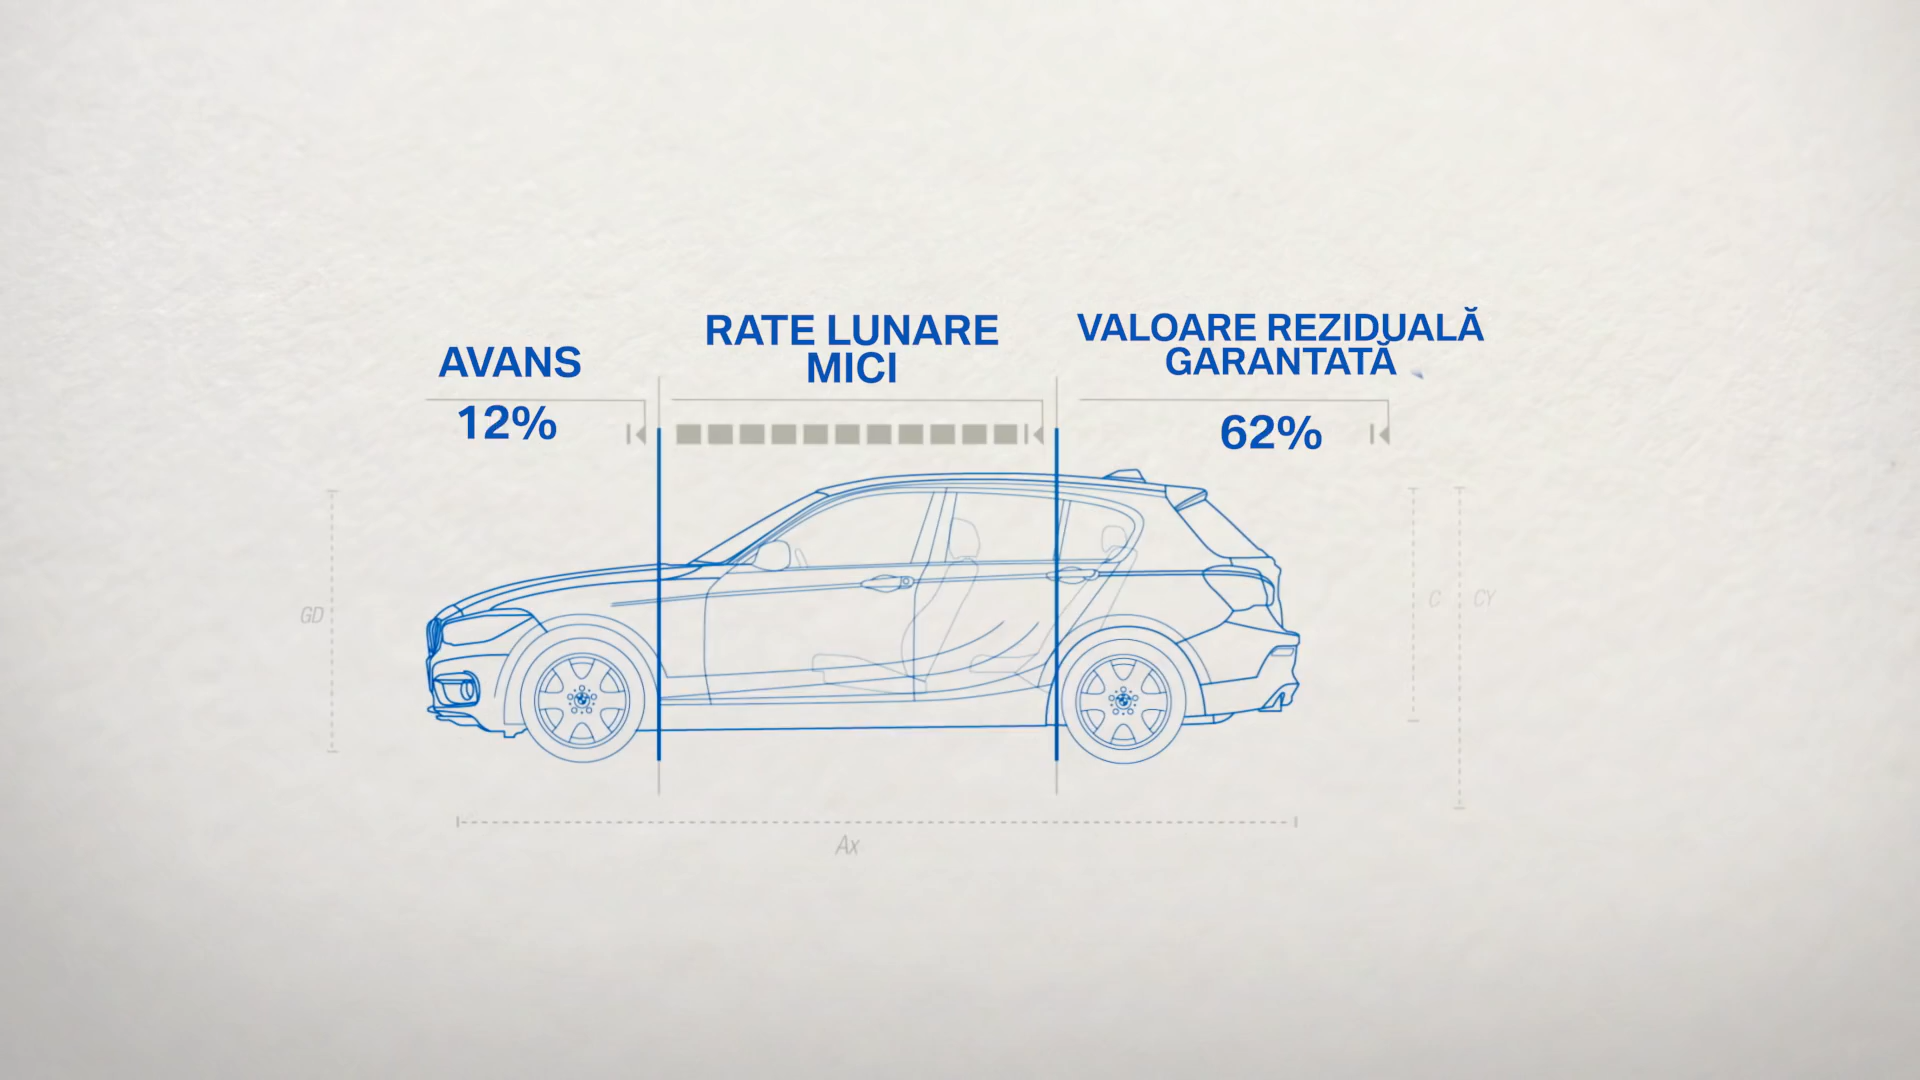 AVANS
12%
RATE LUNARE
MICI
VALOARE REZIDUALĂ
GARANTATĂ
62%
GD
C
CY
Ax